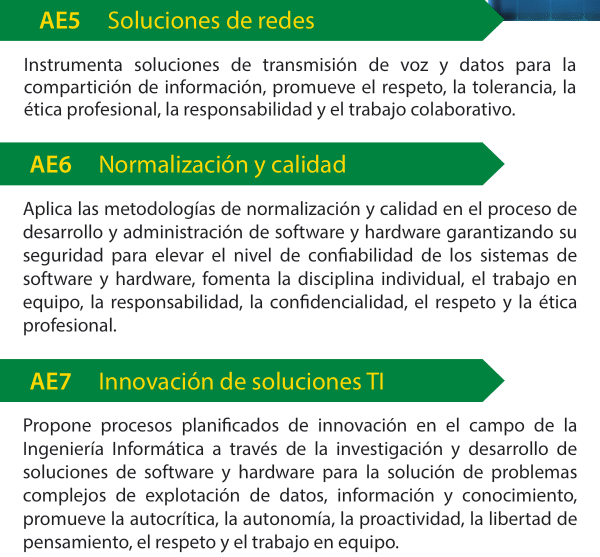 AE5 Soluciones de redes
Instrumenta soluciones de transmisión de voz y datos para la
compartición de información, promueve el respeto, la tolerancia, la
ética profesional, la responsabilidad y el trabajo colaborativo.
AE6 Normalización y calidad
Aplica las metodologías de normalización y calidad en el proceso de
desarrollo y administración de software y hardware garantizando su
seguridad para elevar el nivel de confiabilidad de los sistemas de
software y hardware, fomenta la disciplina individual, el trabajo en
equipo, la responsabilidad, la confidencialidad, el respeto y la ética
profesional.
AE7 Innovación de soluciones TI
Propone procesos planificados de innovación en el campo de la
Ingeniería Informática a través de la investigación y desarrollo de
soluciones de software y hardware para la solución de problemas
complejos de explotación de datos, información y conocimiento,
promueve la autocrítica, la autonomía, la proactividad, la libertad de
pensamiento, el respeto y el trabajo en equipo.